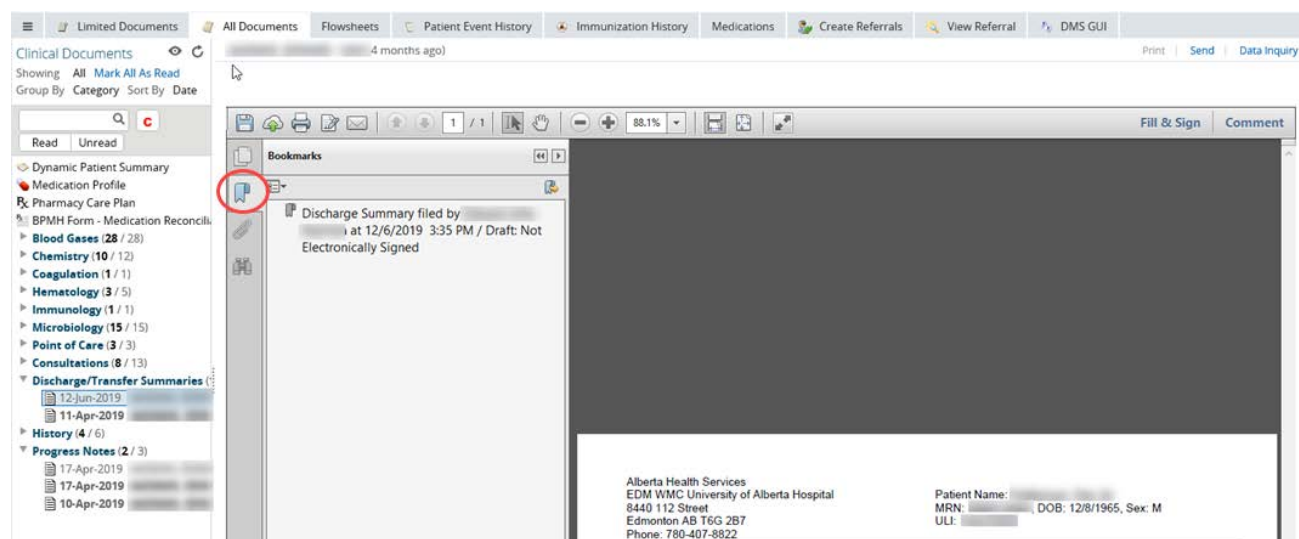 Limited Documents All Documents Flowsheets Patient Event History Immunization History Medications Create Referrals View Referral DMS GUI
Clinical Documents
4 months ago)
Print Send Data Inquiry
Showing All Mark All As Read
Group By Category Sort By Date
C
Read Unread
1 / 1
88.1%
Fill & Sign Comment
Bookmarks
Dynamic Patient Summary
Medication Profile
Pharmacy Care Plan
BPMH Form - Medication Reconcili
Blood Gases (28 / 28)
Chemistry (10 / 12)
Coagulation (1 / 1)
Hematology (3 / 5)
Immunology (1 / 1)
Microbiology (15 / 15)
Point of Care (3 / 3)
Consultations (8 / 13)
Discharge/Transfer Summaries (
12-Jun-2019
11-Apr-2019
History (4 / 6)
Progress Notes (2 / 3)
17-Apr-2019
17-Apr-2019
10-Apr-2019
Discharge Summary filed by
at 12/6/2019 3:35 PM / Draft: Not
Electronically Signed
Alberta Health Services
EDM WMC University of Alberta Hospital
8440 112 Street
Edmonton AB T6G 2B7
Phone: 780-407-8822
Patient Name:
MRN: , DOB: 12/8/1965, Sex: M
ULI: